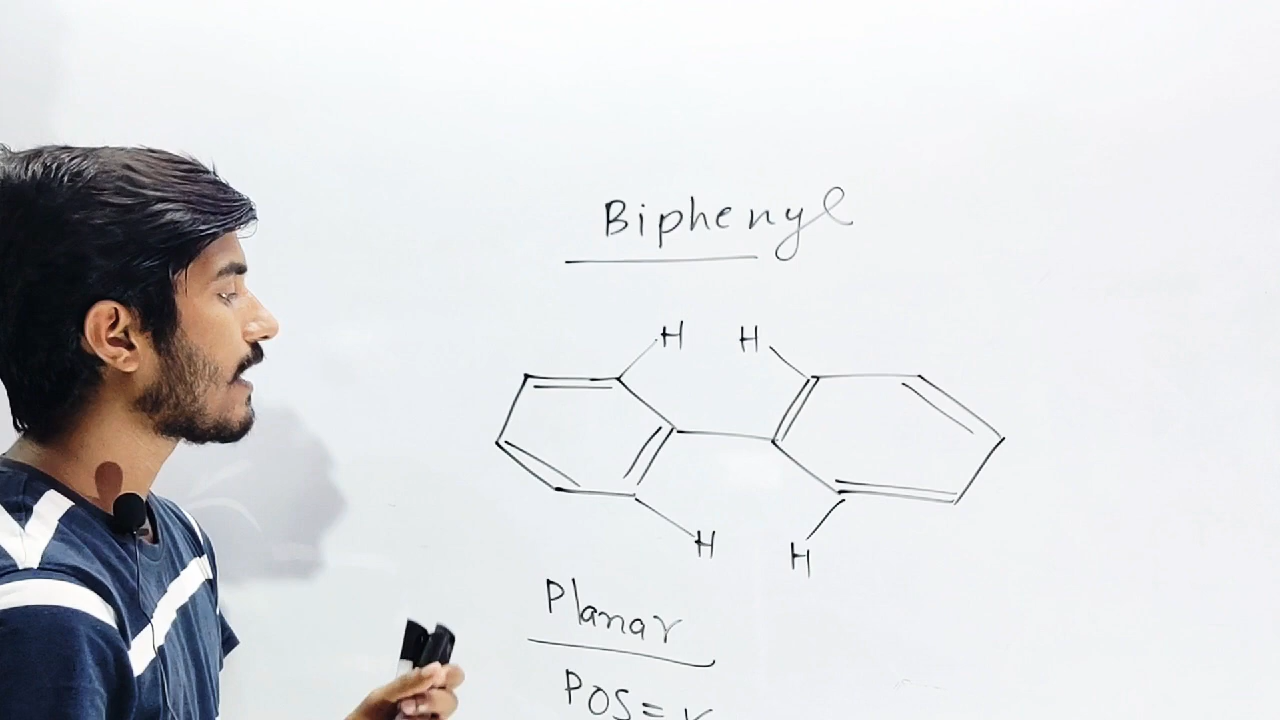 Biphenyl
H H
H H
Planar
POS =